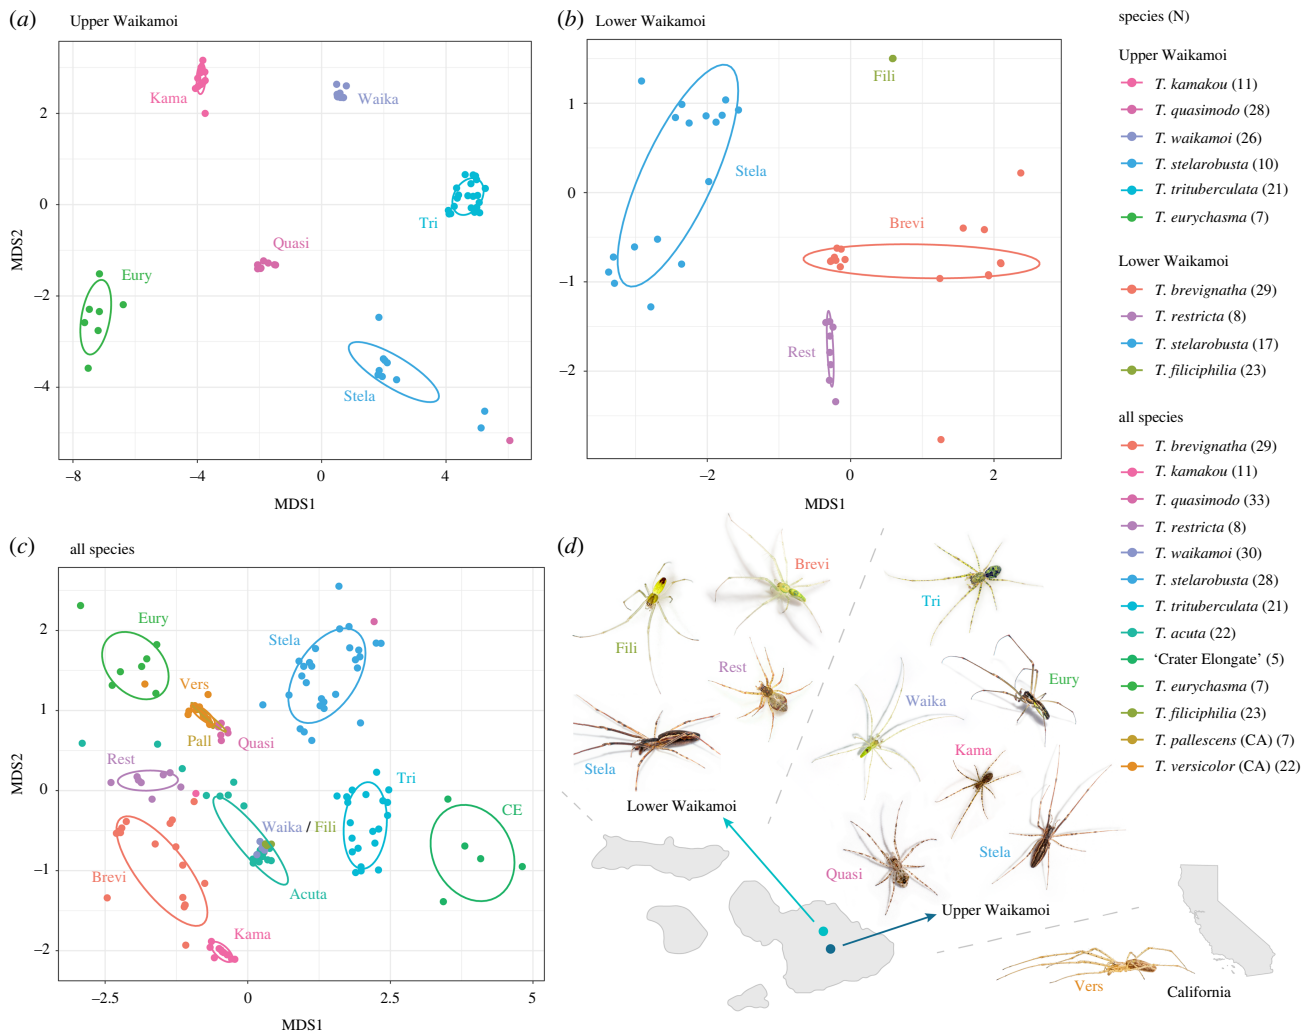 (a) Upper Waikamoi
Kama
Waika
Tri
Quasi
Eury
Stela
2
0
−2
−4
MDS2
−8 −4 0 4
MDS1
(b) Lower Waikamoi
Fili
Stela
Brevi
Rest
1
0
−1
−2
−2 0 2
MDS1
species (N)
Upper Waikamoi
T. kamakou (11)
T. quasimodo (28)
T. waikamoi (26)
T. stelarobusta (10)
T. trituberculata (21)
T. eurychasma (7)
Lower Waikamoi
T. brevignatha (29)
T. restricta (8)
T. stelarobusta (17)
T. filiciphilia (23)
all species
T. brevignatha (29)
T. kamakou (11)
T. quasimodo (33)
T. restricta (8)
T. waikamoi (30)
T. stelarobusta (28)
T. trituberculata (21)
T. acuta (22)
‘Crater Elongate’ (5)
T. eurychasma (7)
T. filiciphilia (23)
T. pallescens (CA) (7)
T. versicolor (CA) (22)
(c) all species
Eury
Stela
Vers
Pall
Quasi
Rest
Tri
Waika / Fili
CE
Brevi
Acuta
Kama
2
1
0
−1
−2
MDS2
−2.5 0 2.5 5
MDS1
(d)
Brevi
Tri
Fili
Rest
Eury
Waika
Kama
Stela
Lower Waikamoi
Stela
Quasi
Upper Waikamoi
Vers
California